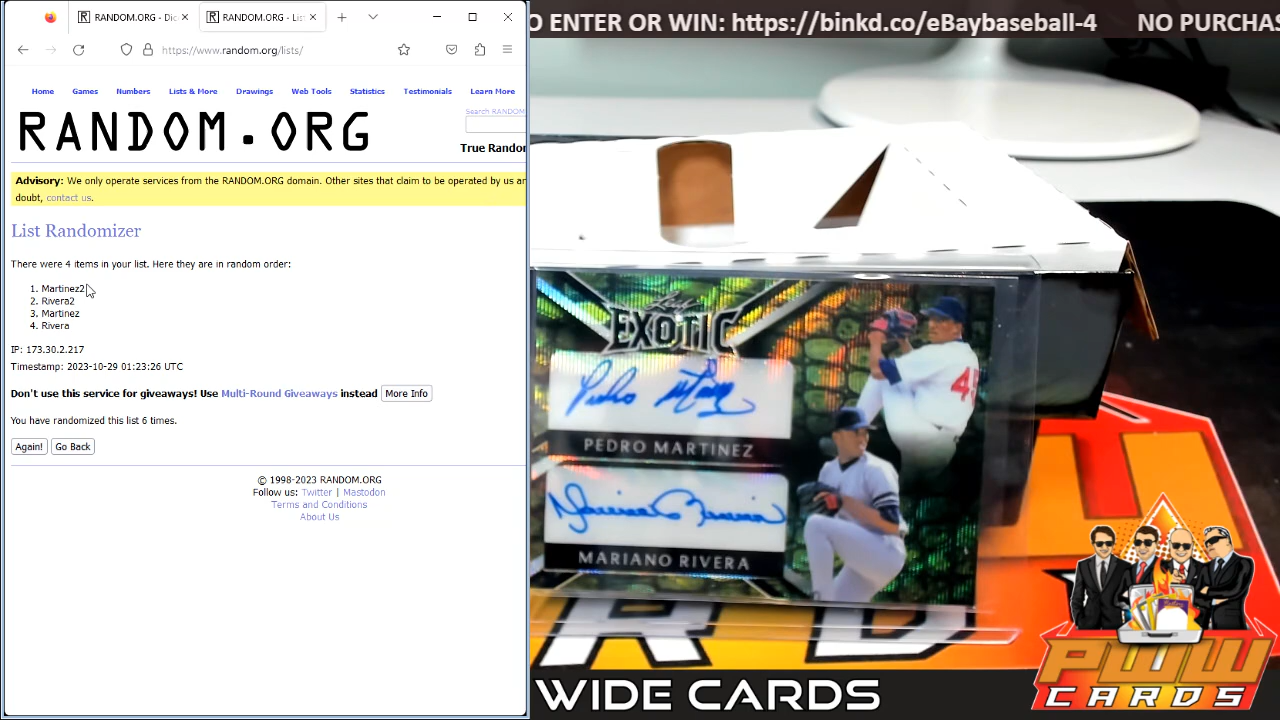 RANDOM.ORG - Dic
RANDOM.ORG - Lis
https://www.random.org/lists/
Home Games Numbers Lists & More Drawings Web Tools Statistics Testimonials Learn More
Search RANDOM
RANDOM.ORG
True Random
Advisory: We only operate services from the RANDOM.ORG domain. Other sites that claim to be operated by us ar
doubt, contact us.
List Randomizer
There were 4 items in your list. Here they are in random order:
1. Martinez2
2. Rivera2
3. Martinez
4. Rivera
IP: 173.30.2.217
Timestamp: 2023-10-29 01:23:26 UTC
Don't use this service for giveaways! Use Multi-Round Giveaways instead More Info
You have randomized this list 6 times.
Again! Go Back
© 1998-2023 RANDOM.ORG
Follow us: Twitter | Mastodon
Terms and Conditions
About Us
O ENTER OR WIN: https://binkd.co/eBaybaseball-4 NO PURCHAS
Leaf
EXOTIC
PEDRO MARTINEZ
MARIANO RIVERA
45
WIDE CARDS
PWW
CARDS